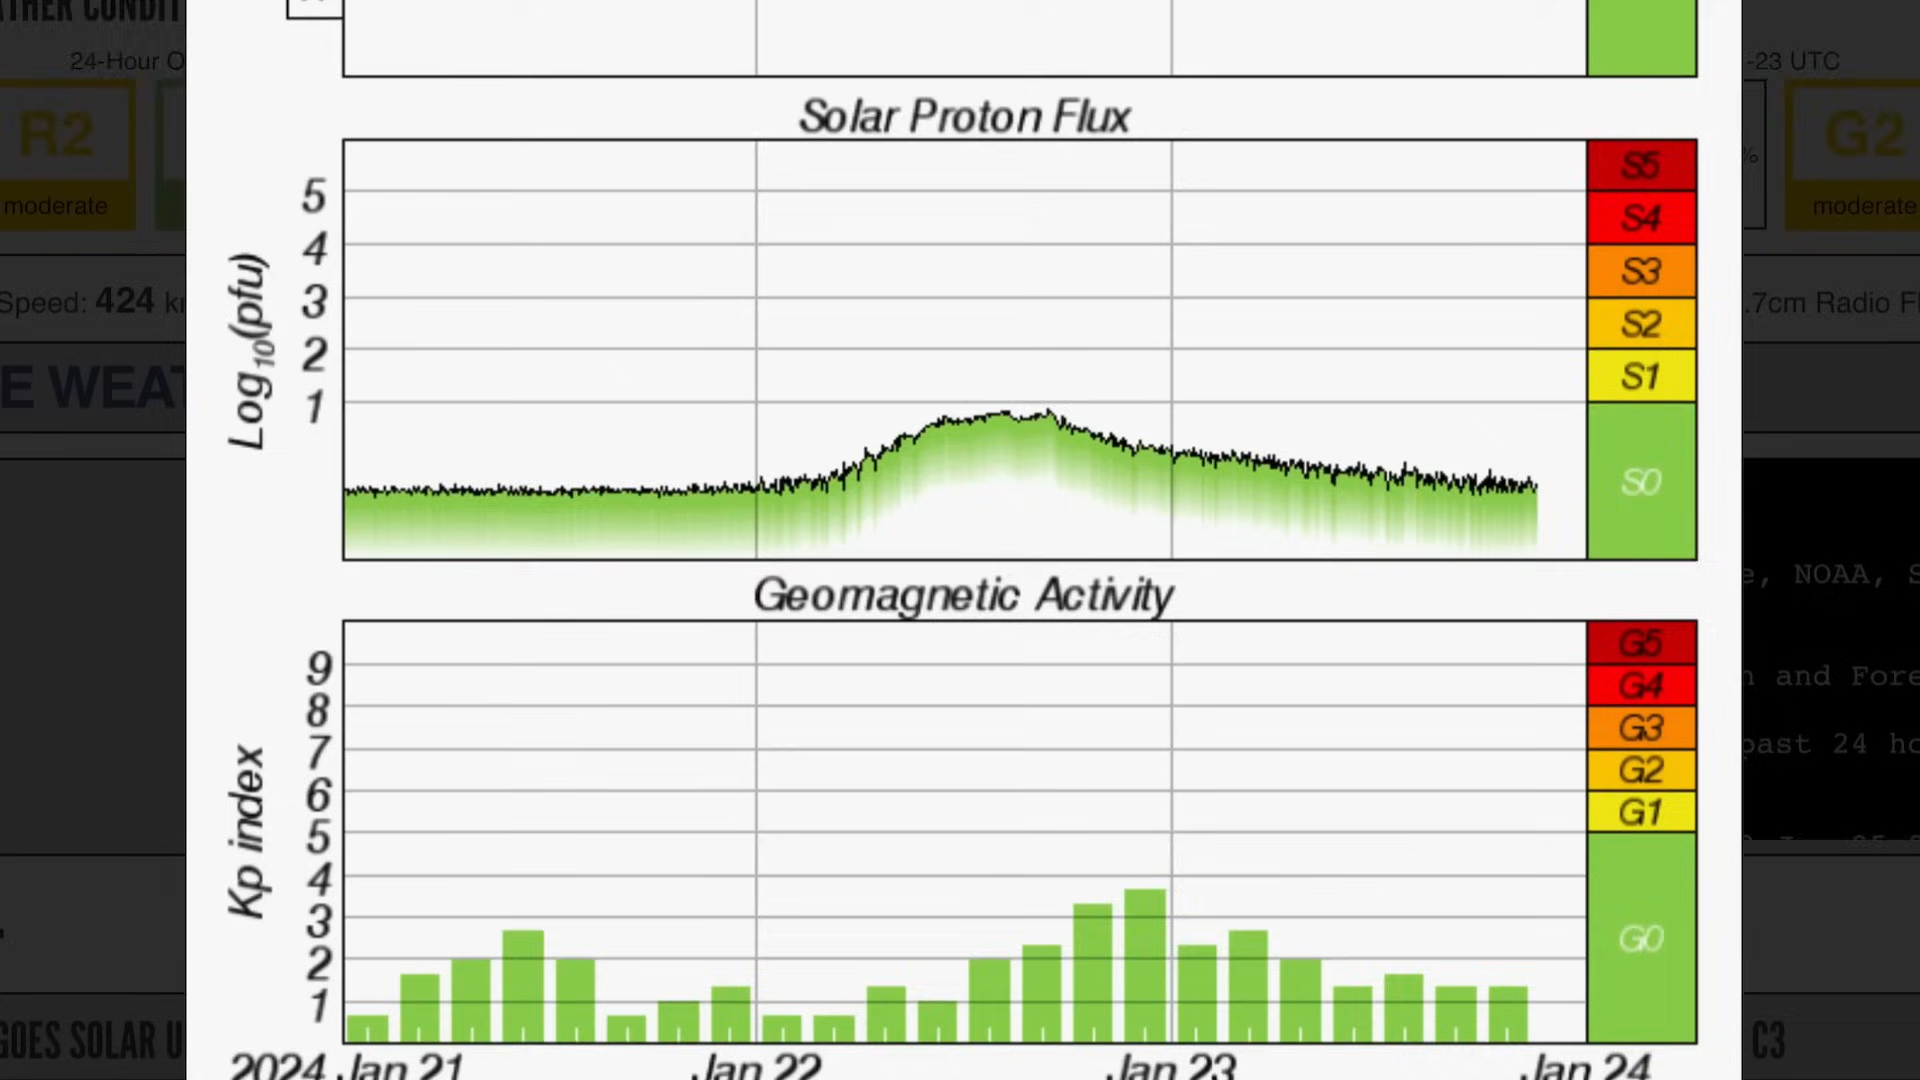 24-Hour O
-23 UTC
R2
moderate
G2
moderate
Speed: 424
.7cm Radio F
E WEAT
Solar Proton Flux
Log10(pfu)
5
4
3
2
1
S5
S4
S3
S2
S1
S0
Geomagnetic Activity
Kp index
9
8
7
6
5
4
3
2
1
G5
G4
G3
G2
G1
G0
2024 Jan 21
Jan 22
Jan 23
Jan 24
e, NOAA, S
n and Fore
past 24 ho
GOES SOLAR U
C3